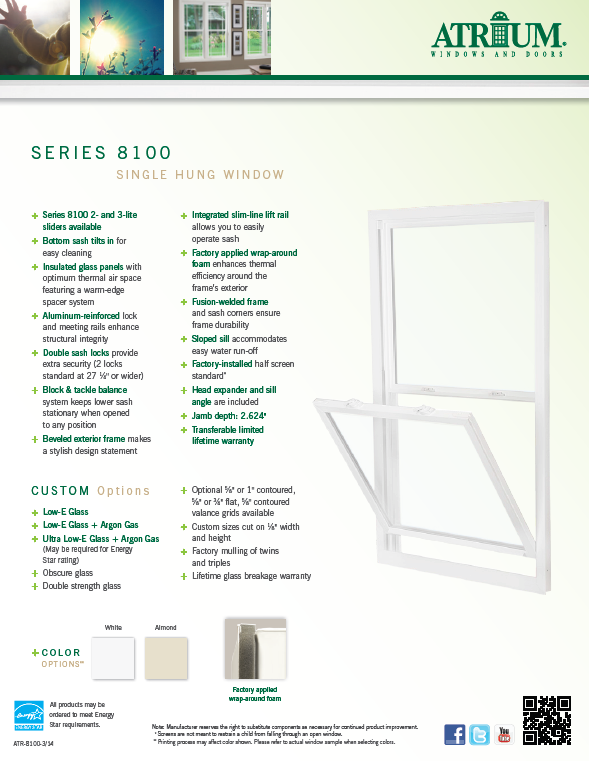 ATRIUM.
WINDOWS AND DOORS
SERIES 8100
SINGLE HUNG WINDOW
Series 8100 2- and 3-lite
sliders available
Bottom sash tilts in for
easy cleaning
Insulated glass panels with
optimum thermal air space
featuring a warm-edge
spacer system
Aluminum-reinforced lock
and meeting rails enhance
structural integrity
Double sash locks provide
extra security (2 locks
standard at 27 ¼" or wider)
Block & tackle balance
system keeps lower sash
stationary when opened
to any position
Beveled exterior frame makes
a stylish design statement
Integrated slim-line lift rail
allows you to easily
operate sash
Factory applied wrap-around
foam enhances thermal
efficiency around the
frame's exterior
Fusion-welded frame
and sash corners ensure
frame durability
Sloped sill accommodates
easy water run-off
Factory-installed half screen
standard*
Head expander and sill
angle are included
Jamb depth: 2.624"
Transferable limited
lifetime warranty
CUSTOM Options
Low-E Glass
Low-E Glass + Argon Gas
Ultra Low-E Glass + Argon Gas
(May be required for Energy
Star rating)
Obscure glass
Double strength glass
Optional ⅝" or 1" contoured,
⅝" or ¾" flat, ⅝" contoured
valance grids available
Custom sizes cut on ⅛" width
and height
Factory mulling of twins
and triples
Lifetime glass breakage warranty
COLOR
OPTIONS**
White
Almond
Factory applied
wrap-around foam
energy
ENERGY STAR
All products may be
ordered to meet Energy
Star requirements.
ATR-8100-3/14
Note: Manufacturer reserves the right to substitute components as necessary for continued product improvement.
* Screens are not meant to restrain a child from falling through an open window.
** Printing process may affect color shown. Please refer to actual window sample when selecting colors.
You
Tube